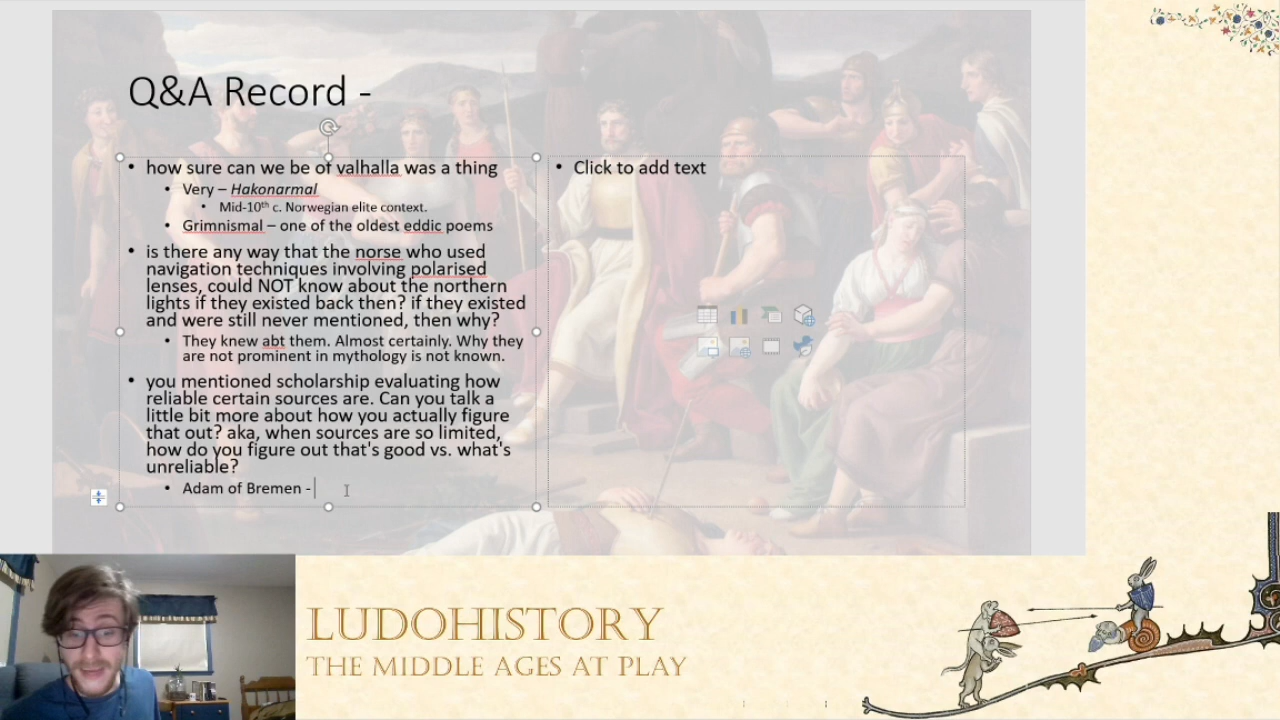 Q&A Record -
• how sure can we be of valhalla was a thing
• Very – Hakonarmal
• Mid-10th c. Norwegian elite context.
• Grimnismal – one of the oldest eddic poems
• is there any way that the norse who used
navigation techniques involving polarised
lenses, could NOT know about the northern
lights if they existed back then? if they existed
and were still never mentioned, then why?
• They knew abt them. Almost certainly. Why they
are not prominent in mythology is not known.
• you mentioned scholarship evaluating how
reliable certain sources are. Can you talk a
little bit more about how you actually figure
that out? aka, when sources are so limited,
how do you figure out that's good vs. what's
unreliable?
• Adam of Bremen -
• Click to add text
LUDOHISTORY
THE MIDDLE AGES AT PLAY